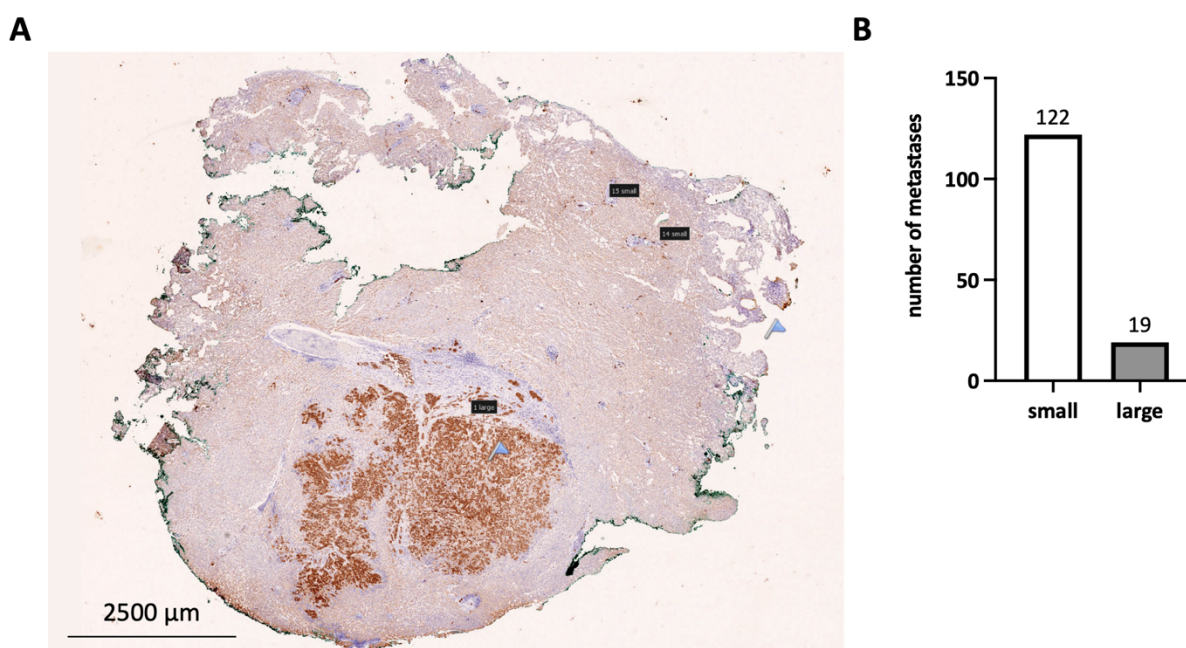 A
15 small
14 small
1 large
2500 µm
B
number of metastases
150
100
50
0
122
19
small
large